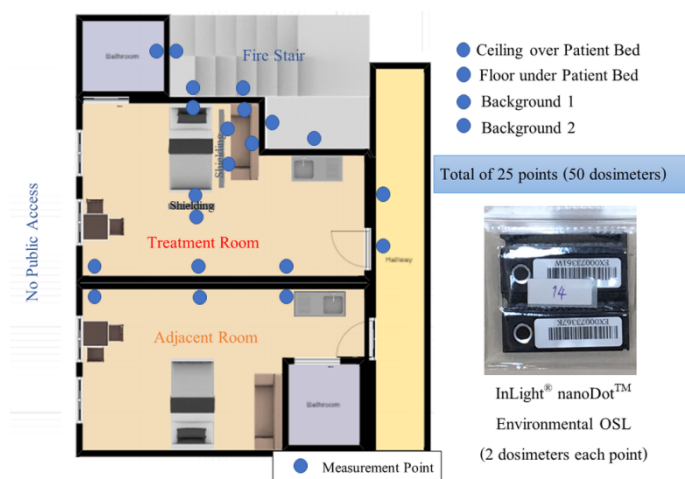 Bathroom
Fire Stair
Ceiling over Patient Bed
Floor under Patient Bed
Background 1
Background 2
Total of 25 points (50 dosimeters)
Shielding
Shielding
No Public Access
Treatment Room
Hallway
Adjacent Room
Bathroom
EX00073361W
14
EX00073367K
InLight® nanoDot™
Environmental OSL
(2 dosimeters each point)
Measurement Point